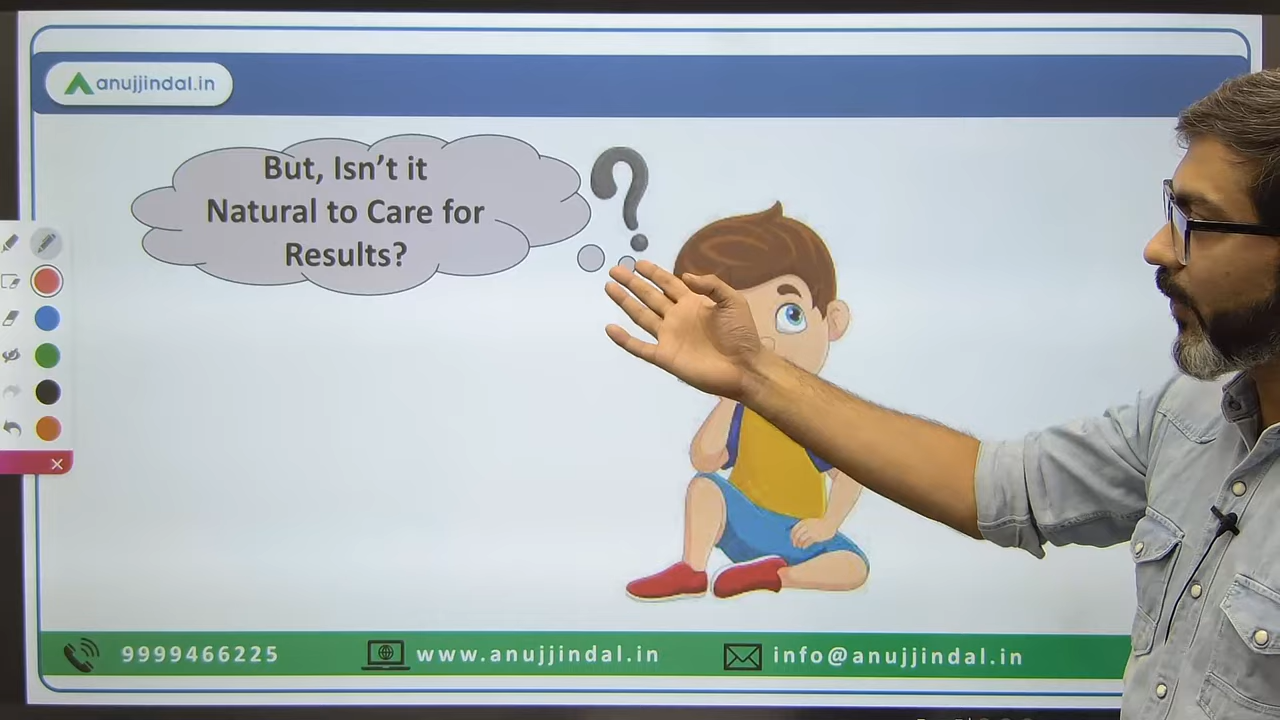 anujjindal.in
But, Isn't it
Natural to Care for
Results?
9999466225
www.anujjindal.in
info@anujjindal.in